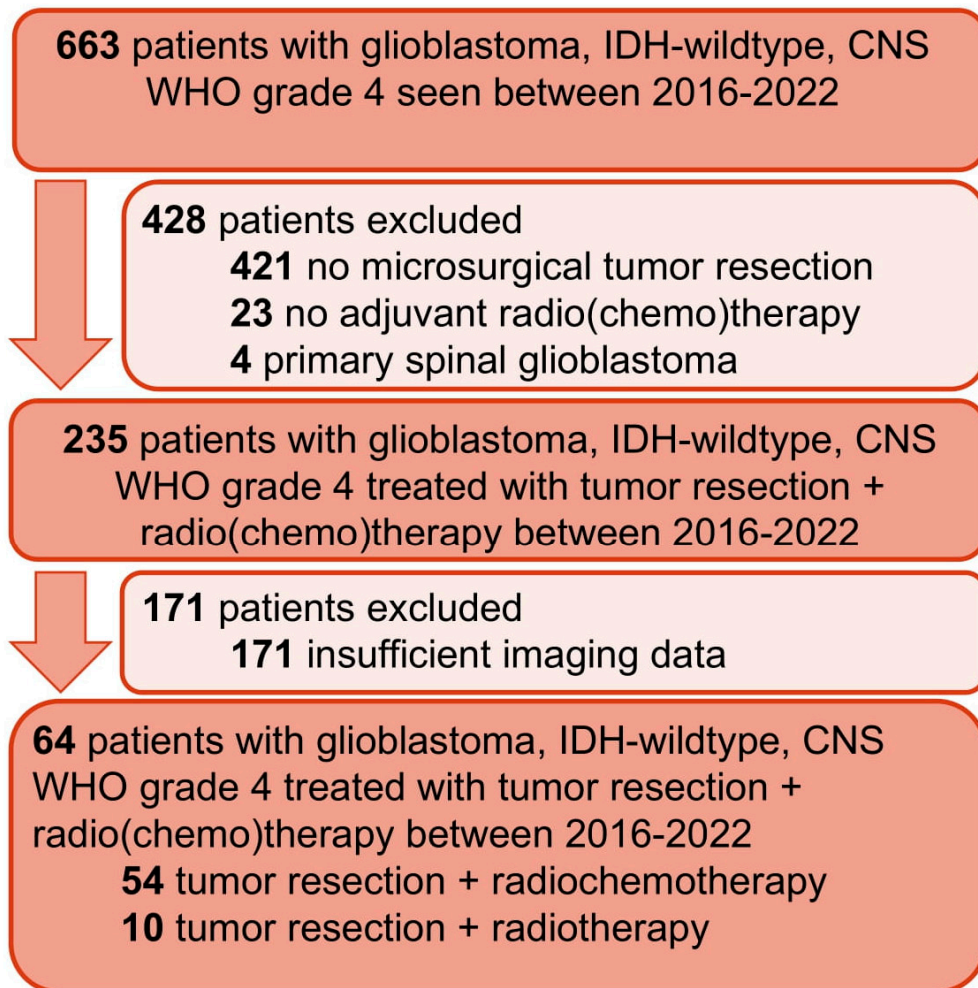 663 patients with glioblastoma, IDH-wildtype, CNS
WHO grade 4 seen between 2016-2022
428 patients excluded
421 no microsurgical tumor resection
23 no adjuvant radio(chemo)therapy
4 primary spinal glioblastoma
235 patients with glioblastoma, IDH-wildtype, CNS
WHO grade 4 treated with tumor resection +
radio(chemo)therapy between 2016-2022
171 patients excluded
171 insufficient imaging data
64 patients with glioblastoma, IDH-wildtype, CNS
WHO grade 4 treated with tumor resection +
radio(chemo)therapy between 2016-2022
54 tumor resection + radiochemotherapy
10 tumor resection + radiotherapy